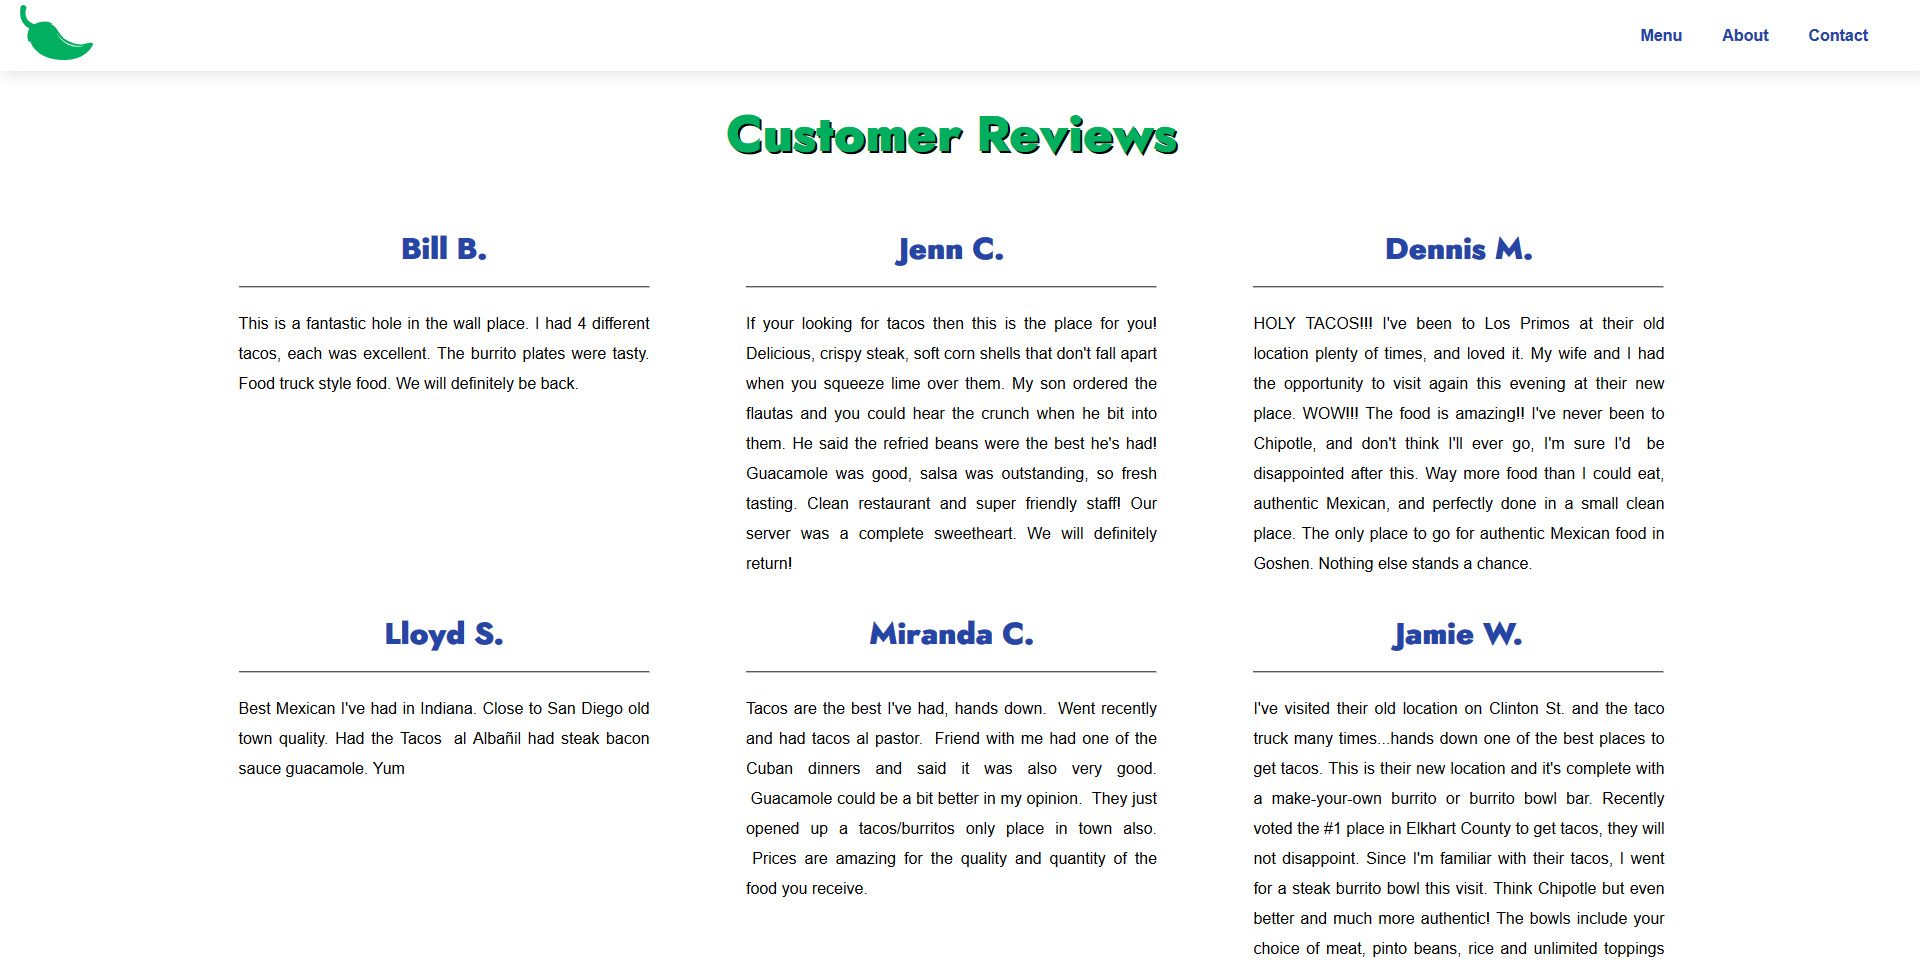 Menu About Contact
Customer Reviews
Bill B.
This is a fantastic hole in the wall place. I had 4 different
tacos, each was excellent. The burrito plates were tasty.
Food truck style food. We will definitely be back.
Jenn C.
If your looking for tacos then this is the place for you!
Delicious, crispy steak, soft corn shells that don't fall apart
when you squeeze lime over them. My son ordered the
flautas and you could hear the crunch when he bit into
them. He said the refried beans were the best he's had!
Guacamole was good, salsa was outstanding, so fresh
tasting. Clean restaurant and super friendly staff! Our
server was a complete sweetheart. We will definitely
return!
Dennis M.
HOLY TACOS!!! I've been to Los Primos at their old
location plenty of times, and loved it. My wife and I had
the opportunity to visit again this evening at their new
place. WOW!!! The food is amazing!! I've never been to
Chipotle, and don't think I'll ever go, I'm sure I'd be
disappointed after this. Way more food than I could eat,
authentic Mexican, and perfectly done in a small clean
place. The only place to go for authentic Mexican food in
Goshen. Nothing else stands a chance.
Lloyd S.
Best Mexican I've had in Indiana. Close to San Diego old
town quality. Had the Tacos al Albañil had steak bacon
sauce guacamole. Yum
Miranda C.
Tacos are the best I've had, hands down. Went recently
and had tacos al pastor. Friend with me had one of the
Cuban dinners and said it was also very good.
Guacamole could be a bit better in my opinion. They just
opened up a tacos/burritos only place in town also.
Prices are amazing for the quality and quantity of the
food you receive.
Jamie W.
I've visited their old location on Clinton St. and the taco
truck many times...hands down one of the best places to
get tacos. This is their new location and it's complete with
a make-your-own burrito or burrito bowl bar. Recently
voted the #1 place in Elkhart County to get tacos, they will
not disappoint. Since I'm familiar with their tacos, I went
for a steak burrito bowl this visit. Think Chipotle but even
better and much more authentic! The bowls include your
choice of meat, pinto beans, rice and unlimited toppings